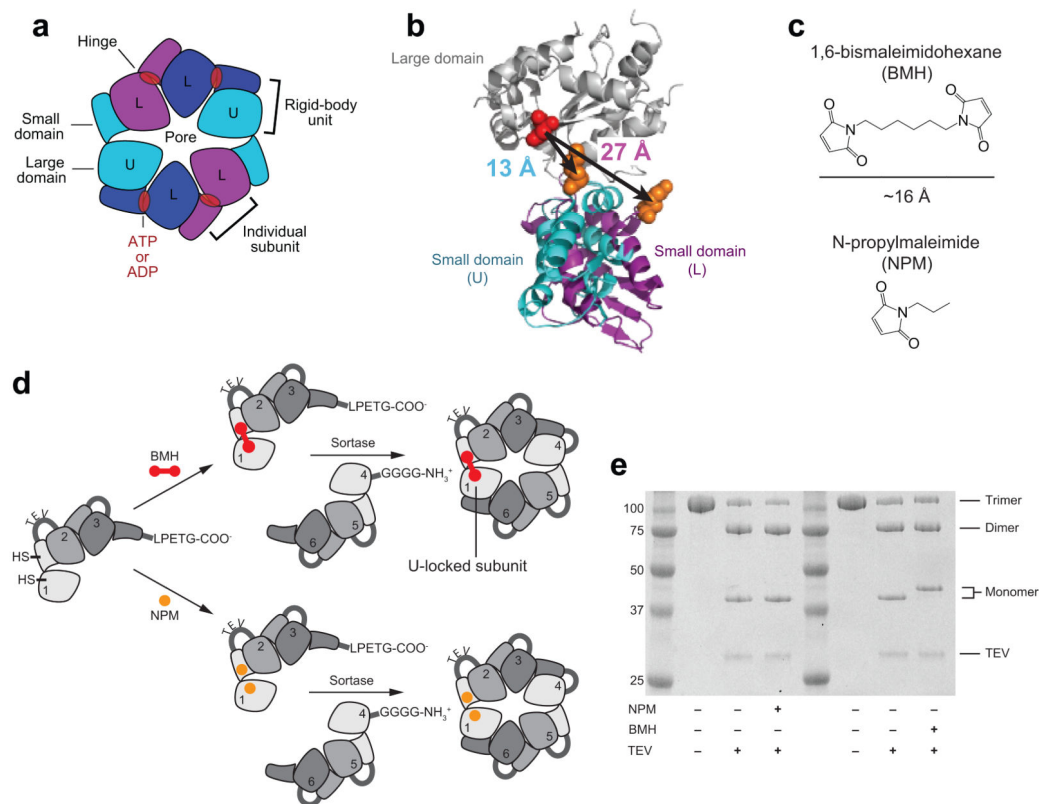 a
Hinge
L
L
L
L
U
U
Rigid-body
unit
Small
domain
Pore
Large
domain
Individual
subunit
ATP
or
ADP
b
Large domain
13 Å
27 Å
Small domain
(U)
Small domain
(L)
c
1,6-bismaleimidohexane
(BMH)
O
N
O
O
N
O
~16 Å
N-propylmaleimide
(NPM)
O
N
O
d
TEV
3
2
1
LPETG-COO-
BMH
Sortase
4
GGGG-NH3+
5
6
TEV
3
2
4
1
5
6
U-locked subunit
TEV
3
2
HS
HS
1
LPETG-COO-
NPM
TEV
3
2
1
LPETG-COO-
Sortase
4
GGGG-NH3+
5
6
TEV
3
2
4
1
5
6
e
100
75
50
37
25
Trimer
Dimer
Monomer
TEV
NPM – – + – – –
BMH – – – – – +
TEV – + + – + +